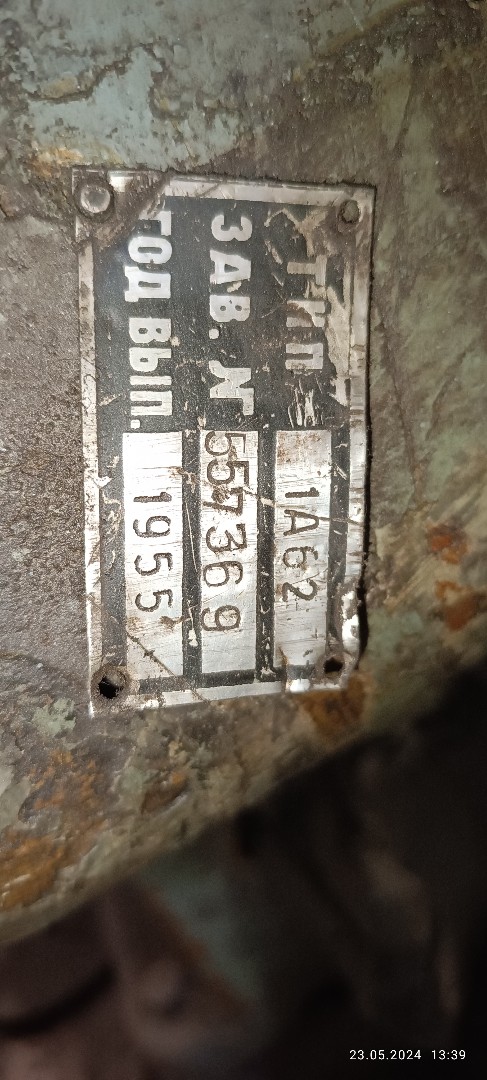 ТИП 1А62
ЗАВ. № 557369
ГОД ВЫП. 1955
23.05.2024 13:39